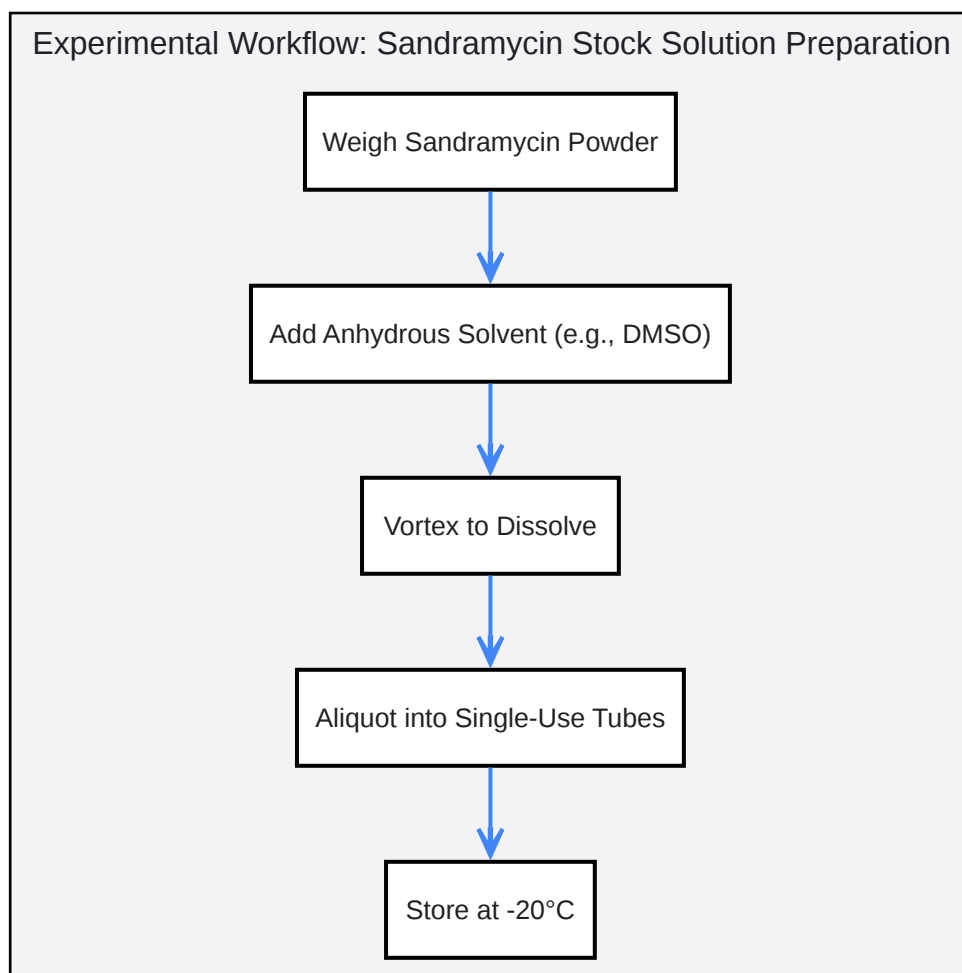 Experimental Workflow: Sandramycin Stock Solution Preparation
Weigh Sandramycin Powder
Add Anhydrous Solvent (e.g., DMSO)
Vortex to Dissolve
Aliquot into Single-Use Tubes
Store at -20°C